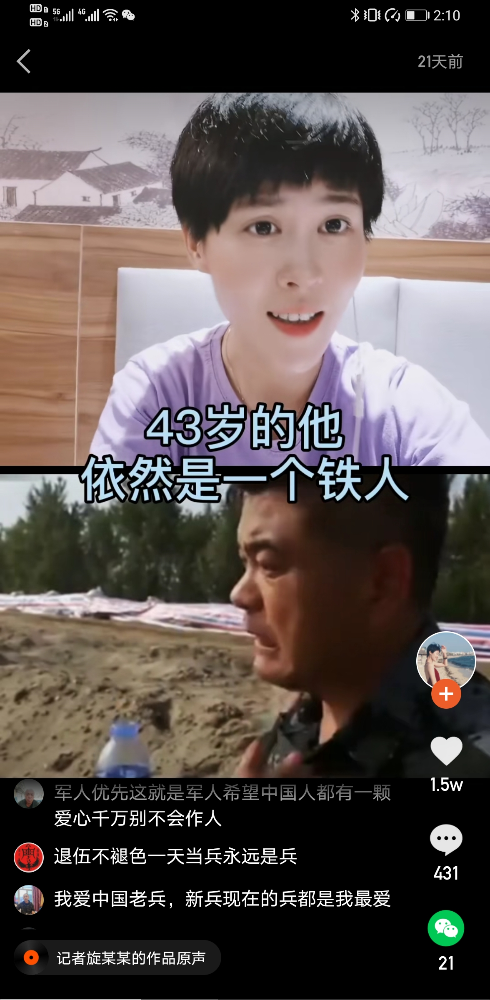 HD 1 5G 4G
HD 2
2:10
21天前
43岁的他
依然是一个铁人
军人优先这就是军人希望中国人都有一颗
爱心千万别不会作人
退伍不褪色一天当兵永远是兵
我爱中国老兵，新兵现在的兵都是我最爱
记者旋某某的作品原声
1.5w
431
21